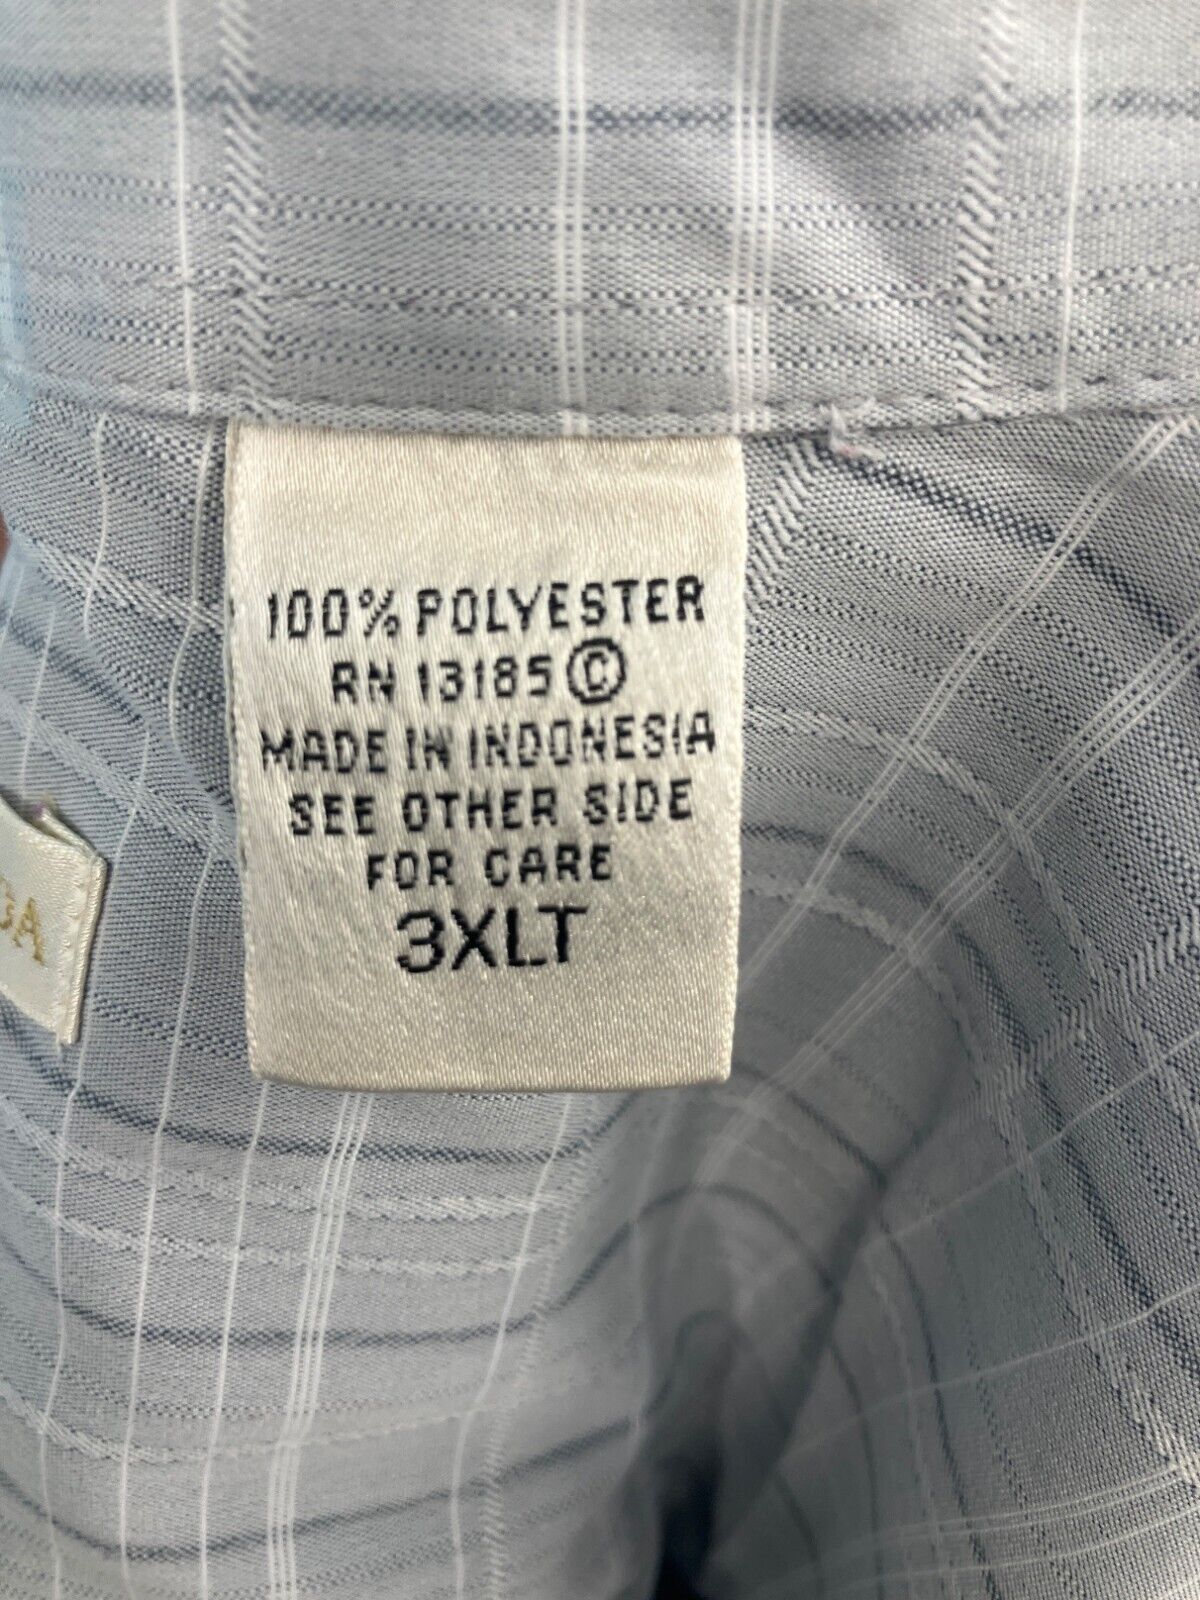 100% POLYESTER
RN 13185 ©
MADE IN INDONESIA
SEE OTHER SIDE
FOR CARE
3XLT